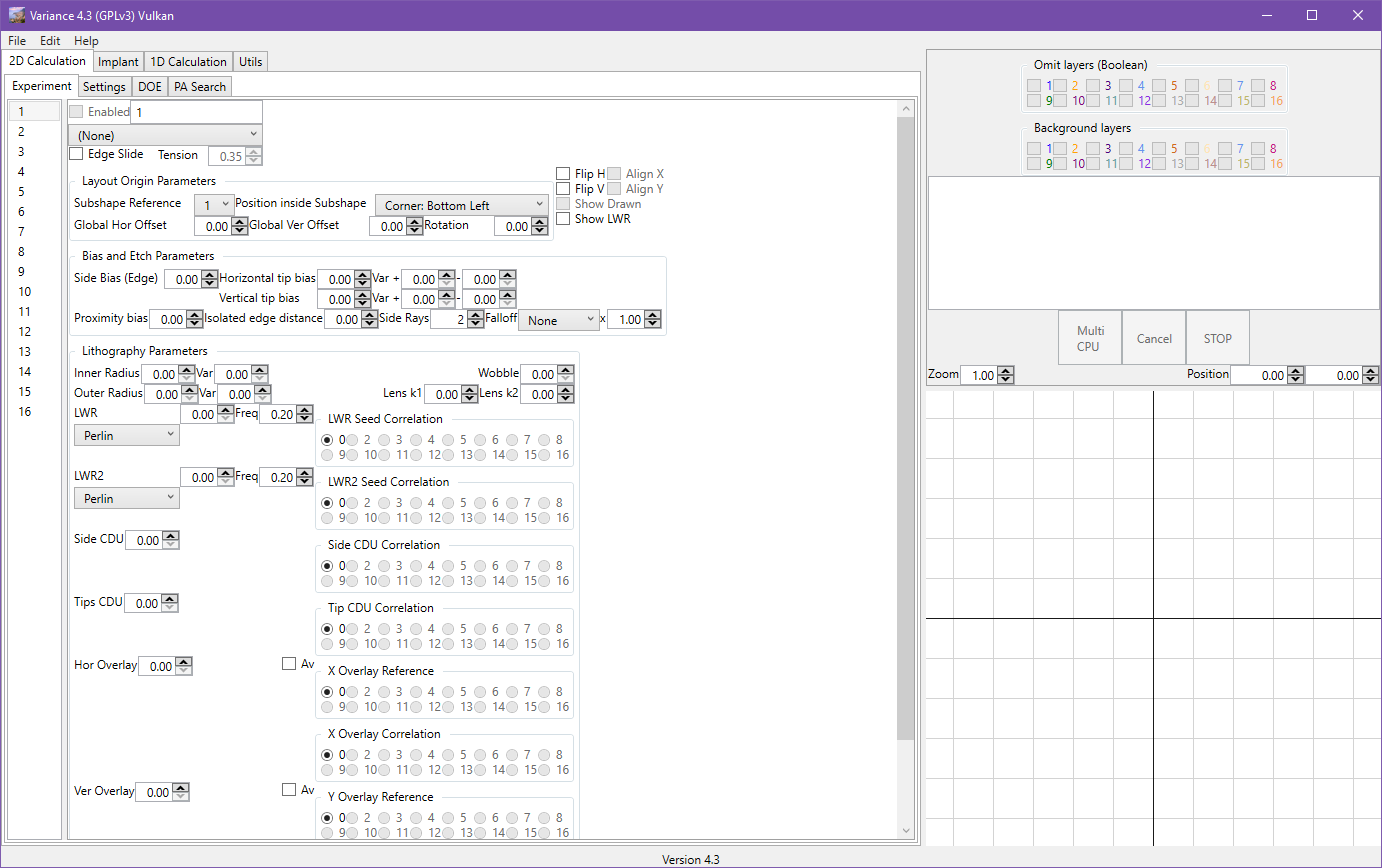 Variance 4.3 (GPLv3) Vulkan
File Edit Help
2D Calculation Implant 1D Calculation Utils
Experiment Settings DOE PA Search
1
2
3
4
5
6
7
8
9
10
11
12
13
14
15
16
Enabled 1
(None)
Edge Slide Tension 0.35
Layout Origin Parameters
Subshape Reference 1 Position inside Subshape Corner: Bottom Left
Global Hor Offset 0.00 Global Ver Offset 0.00 Rotation 0.00
Flip H Align X
Flip V Align Y
Show Drawn
Show LWR
Bias and Etch Parameters
Side Bias (Edge) 0.00 Horizontal tip bias 0.00 Var + 0.00 - 0.00
Vertical tip bias 0.00 Var + 0.00 - 0.00
Proximity bias 0.00 Isolated edge distance 0.00 Side Rays 2 Falloff None x 1.00
Lithography Parameters
Inner Radius 0.00 Var 0.00 Wobble 0.00
Outer Radius 0.00 Var 0.00 Lens k1 0.00 Lens k2 0.00
LWR 0.00 Freq 0.20
Perlin
LWR Seed Correlation
0 2 3 4 5 6 7 8
9 10 11 12 13 14 15 16
LWR2 0.00 Freq 0.20
Perlin
LWR2 Seed Correlation
0 2 3 4 5 6 7 8
9 10 11 12 13 14 15 16
Side CDU 0.00
Side CDU Correlation
0 2 3 4 5 6 7 8
9 10 11 12 13 14 15 16
Tips CDU 0.00
Tip CDU Correlation
0 2 3 4 5 6 7 8
9 10 11 12 13 14 15 16
Hor Overlay 0.00 Av
X Overlay Reference
0 2 3 4 5 6 7 8
9 10 11 12 13 14 15 16
X Overlay Correlation
0 2 3 4 5 6 7 8
9 10 11 12 13 14 15 16
Ver Overlay 0.00 Av
Y Overlay Reference
0 2 3 4 5 6 7 8
9 10 11 12 13 14 15 16
Omit layers (Boolean)
1 2 3 4 5 6 7 8
9 10 11 12 13 14 15 16
Background layers
1 2 3 4 5 6 7 8
9 10 11 12 13 14 15 16
Multi
CPU
Cancel
STOP
Zoom 1.00 Position 0.00 0.00
Version 4.3